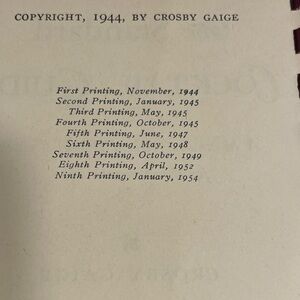 COPYRIGHT, 1944, BY CROSBY GAIGE
First Printing, November, 1944
Second Printing, January, 1945
Third Printing, May, 1945
Fourth Printing, October, 1945
Fifth Printing, June, 1947
Sixth Printing, May, 1948
Seventh Printing, October, 1949
Eighth Printing, April, 1952
Ninth Printing, January, 1954